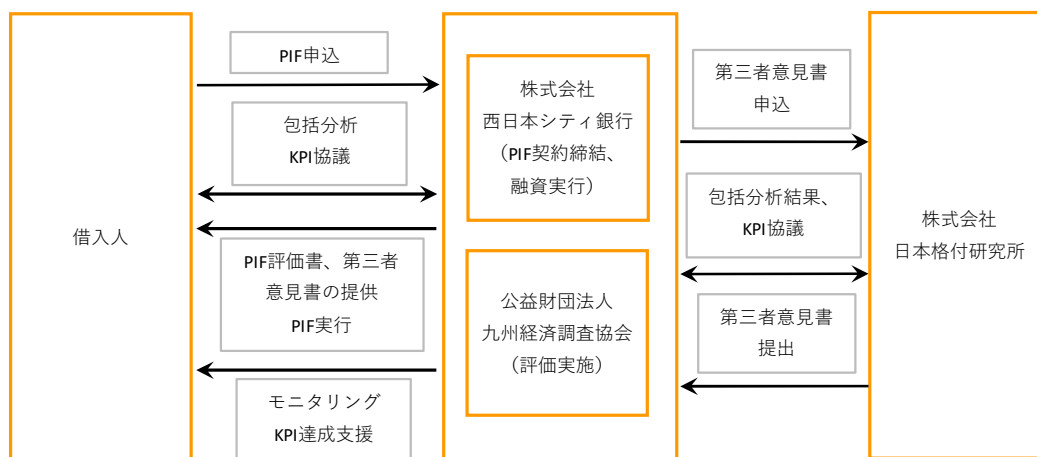 借入人
PIF申込
包括分析
KPI協議
PIF評価書、第三者
意見書の提供
PIF実行
モニタリング
KPI達成支援
株式会社
西日本シティ銀行
（PIF契約締結、
融資実行）
公益財団法人
九州経済調査協会
（評価実施）
第三者意見書
申込
包括分析結果、
KPI協議
第三者意見書
提出
株式会社
日本格付研究所